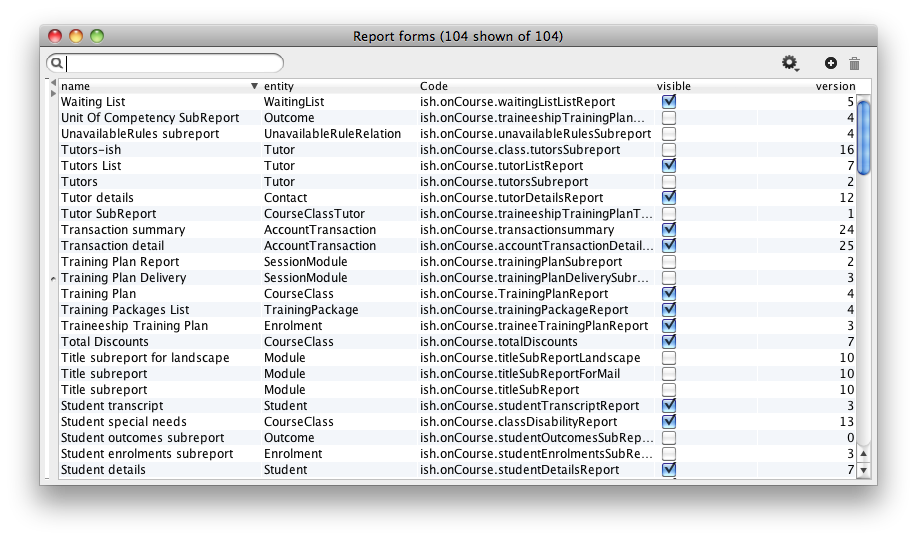 Report forms (104 shown of 104)
name entity Code visible version
Waiting List WaitingList ish.onCourse.waitingListListReport 5
Unit Of Competency SubReport Outcome ish.onCourse.traineeshipTrainingPlan... 4
UnavailableRules subreport UnavailableRuleRelation ish.onCourse.unavailableRulesSubreport 4
Tutors-ish Tutor ish.onCourse.class.tutorsSubreport 16
Tutors List Tutor ish.onCourse.tutorListReport 7
Tutors Tutor ish.onCourse.tutorsSubreport 2
Tutor details Contact ish.onCourse.tutorDetailsReport 12
Tutor SubReport CourseClassTutor ish.onCourse.traineeshipTrainingPlanT... 1
Transaction summary AccountTransaction ish.onCourse.transactionsummary 24
Transaction detail AccountTransaction ish.onCourse.accountTransactionDetail... 25
Training Plan Report SessionModule ish.onCourse.trainingPlanSubreport 2
Training Plan Delivery SessionModule ish.onCourse.trainingPlanDeliverySubr... 3
Training Plan CourseClass ish.onCourse.TrainingPlanReport 4
Training Packages List TrainingPackage ish.onCourse.trainingPackageReport 4
Traineeship Training Plan Enrolment ish.onCourse.traineeTrainingPlanReport 3
Total Discounts CourseClass ish.onCourse.totalDiscounts 7
Title subreport for landscape Module ish.onCourse.titleSubReportLandscape 10
Title subreport Module ish.onCourse.titleSubReportForMail 10
Title subreport Module ish.onCourse.titleSubReport 10
Student transcript Student ish.onCourse.studentTranscriptReport 3
Student special needs CourseClass ish.onCourse.classDisabilityReport 13
Student outcomes subreport Outcome ish.onCourse.studentOutcomesSubRep... 0
Student enrolments subreport Enrolment ish.onCourse.studentEnrolmentsSubRe... 3
Student details Student ish.onCourse.studentDetailsReport 7